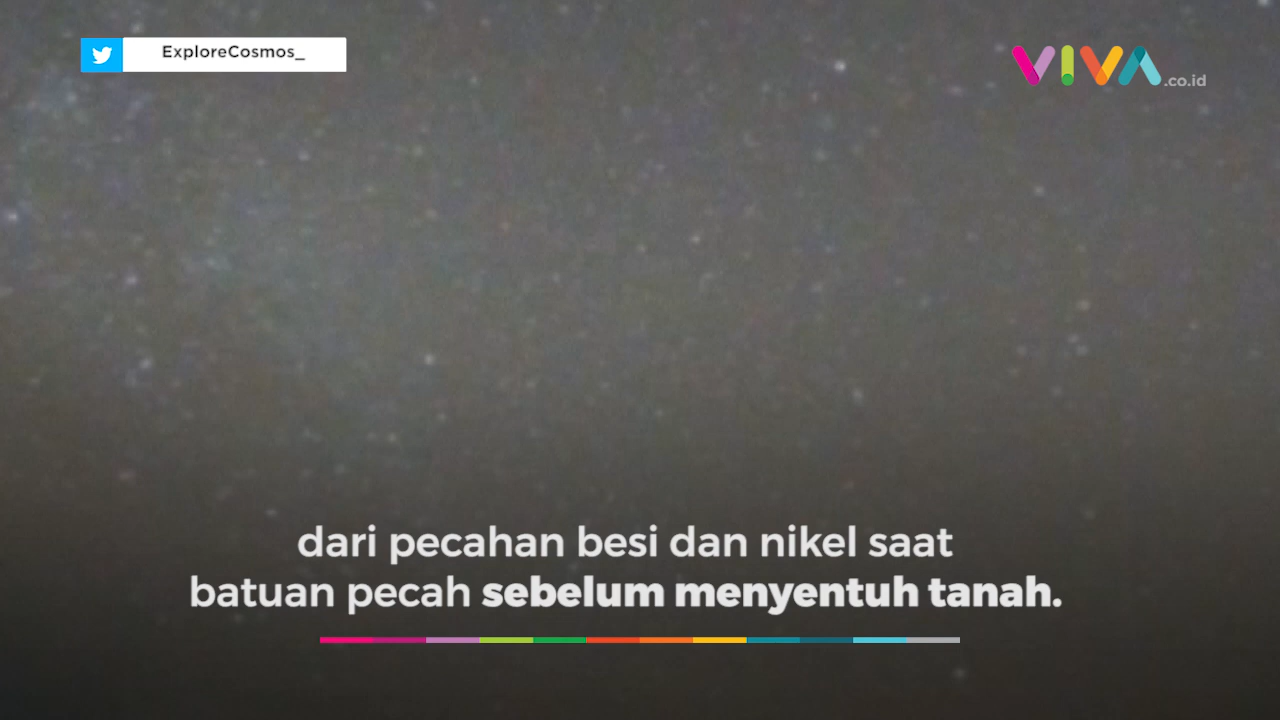 ExploreCosmos_
VIVA.co.id
dari pecahan besi dan nikel saat
batuan pecah sebelum menyentuh tanah.